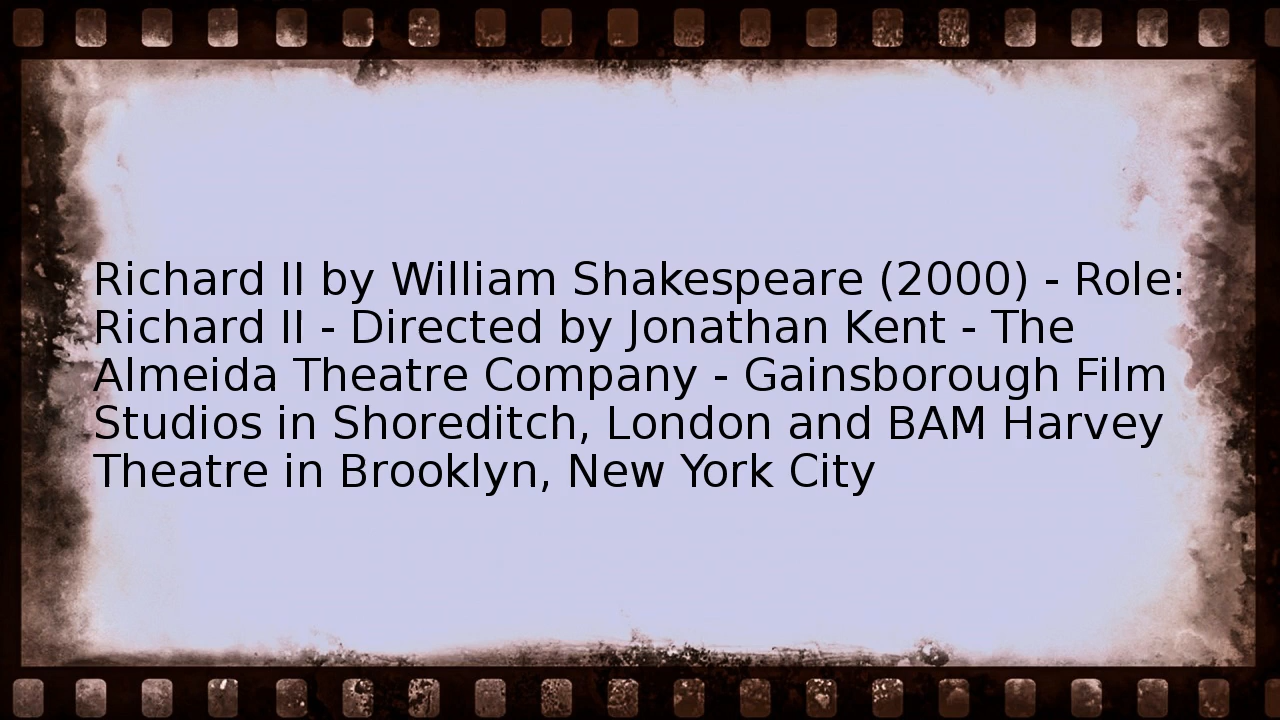 Richard II by William Shakespeare (2000) - Role:
Richard II - Directed by Jonathan Kent - The
Almeida Theatre Company - Gainsborough Film
Studios in Shoreditch, London and BAM Harvey
Theatre in Brooklyn, New York City